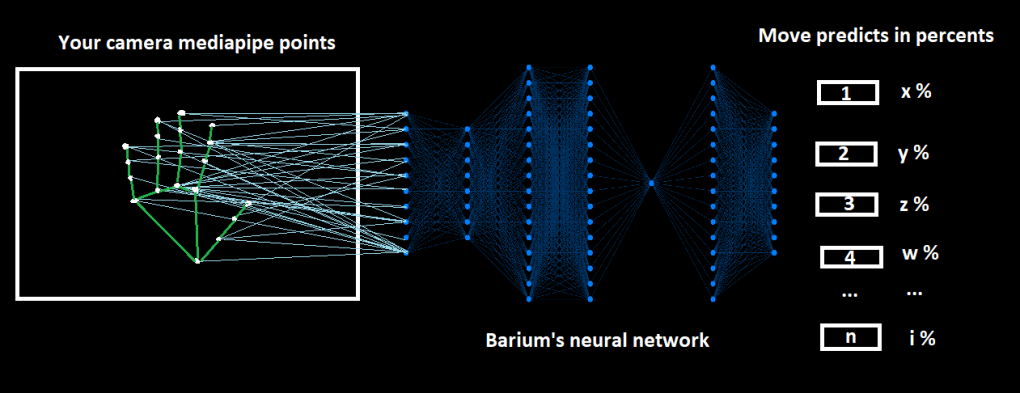 Your camera mediapipe points
Move predicts in percents
1 x %
2 y %
3 z %
4 w %
... ...
n i %
Barium's neural network